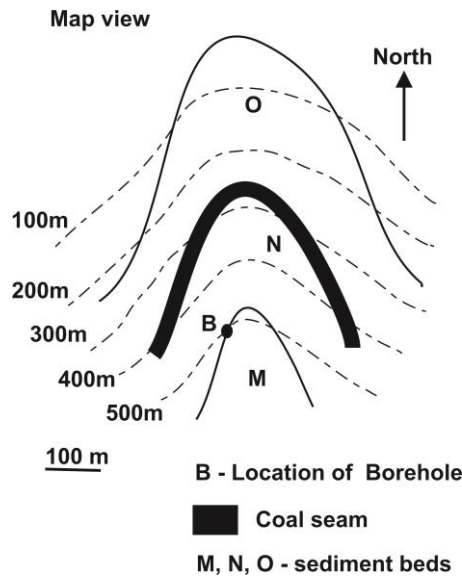 Map view
North
O
100m
N
200m
300m
B
400m
M
500m
100 m
B - Location of Borehole
Coal seam
M, N, O - sediment beds